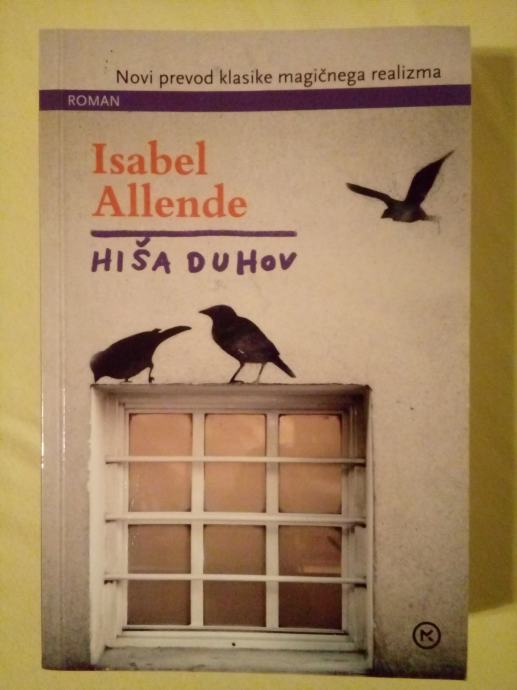 Novi prevod klasike magičnega realizma
ROMAN
Isabel
Allende
HIŠA DUHOV